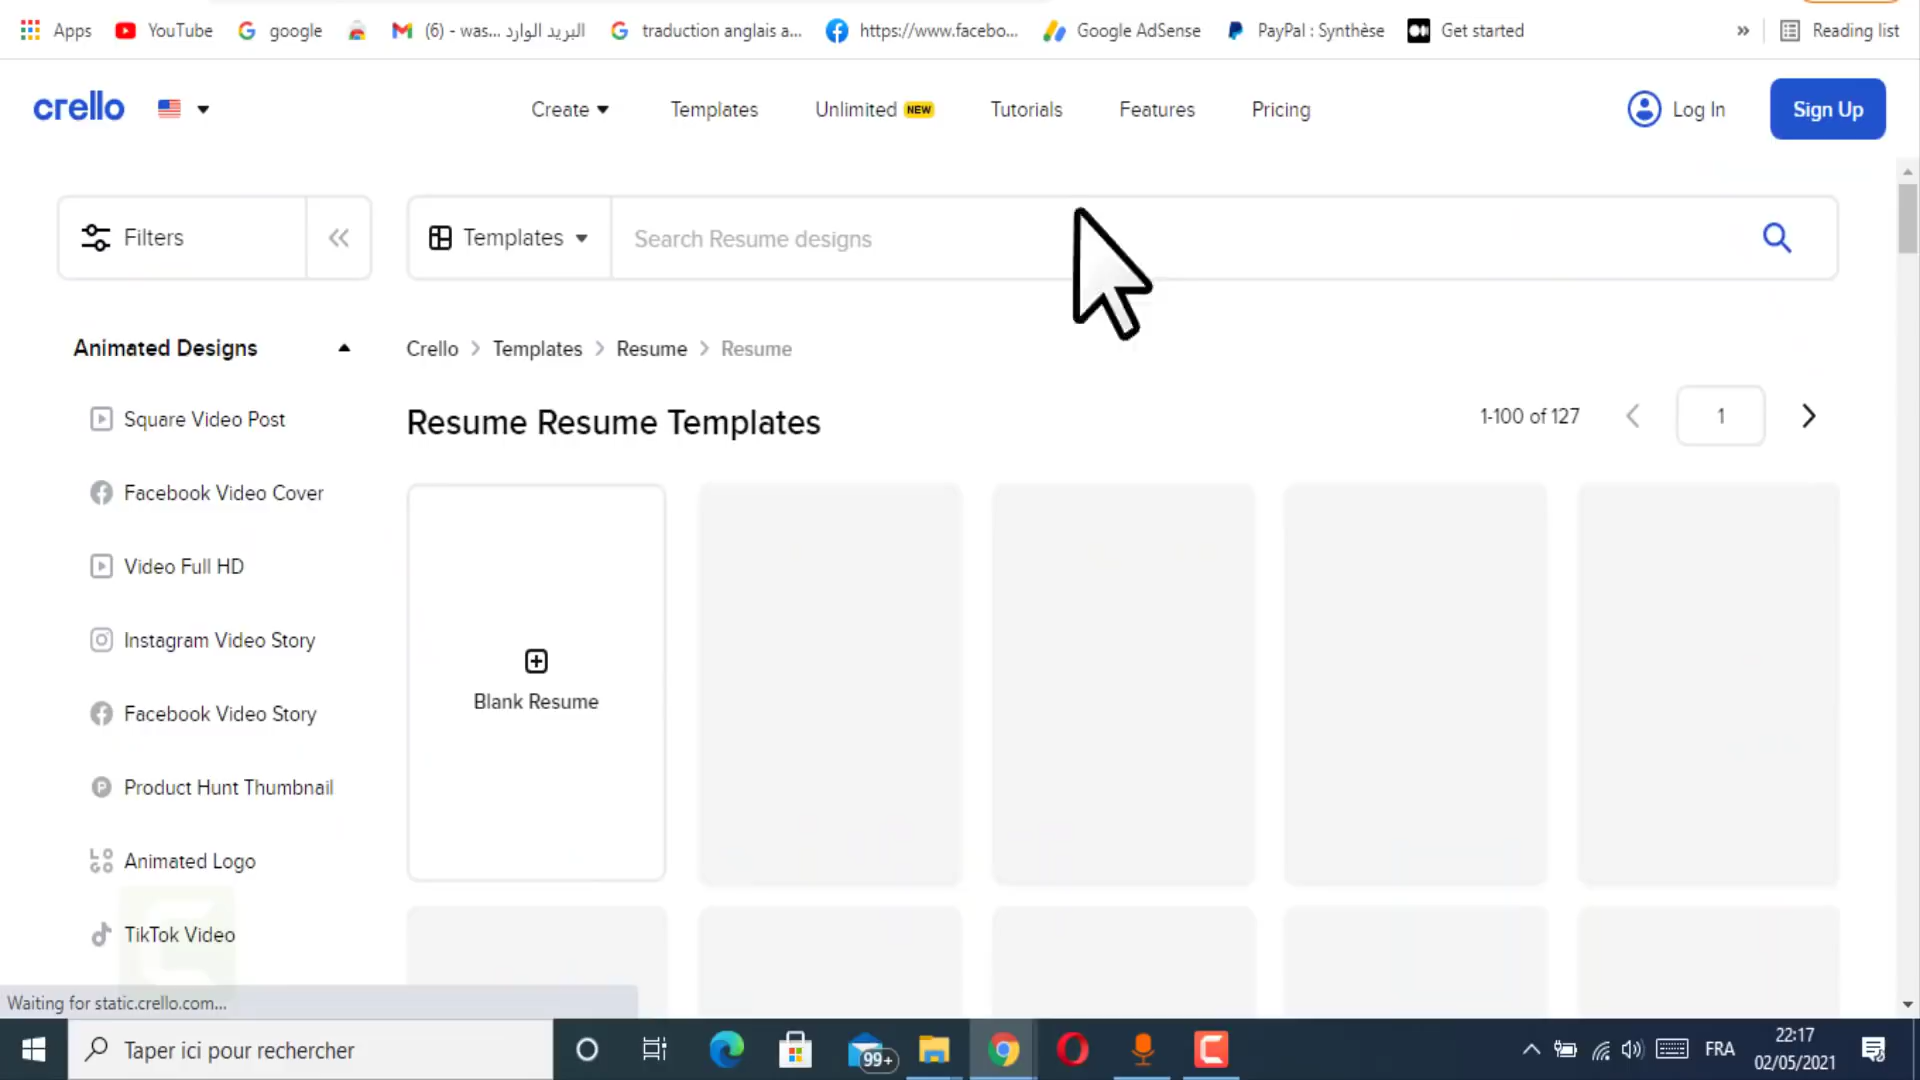 Apps YouTube google (6) - was... البريد الوارد traduction anglais a... https://www.facebo... Google AdSense PayPal : Synthèse Get started » Reading list
crello Create Templates Unlimited NEW Tutorials Features Pricing Log In Sign Up
Filters Templates Search Resume designs
Animated Designs
Crello > Templates > Resume > Resume
Square Video Post
Resume Resume Templates
1-100 of 127 1
Facebook Video Cover
Video Full HD
Instagram Video Story
Blank Resume
Facebook Video Story
Product Hunt Thumbnail
LOGO Animated Logo
TikTok Video
Waiting for static.crello.com...
Taper ici pour rechercher 99+ FRA 22:17
02/05/2021